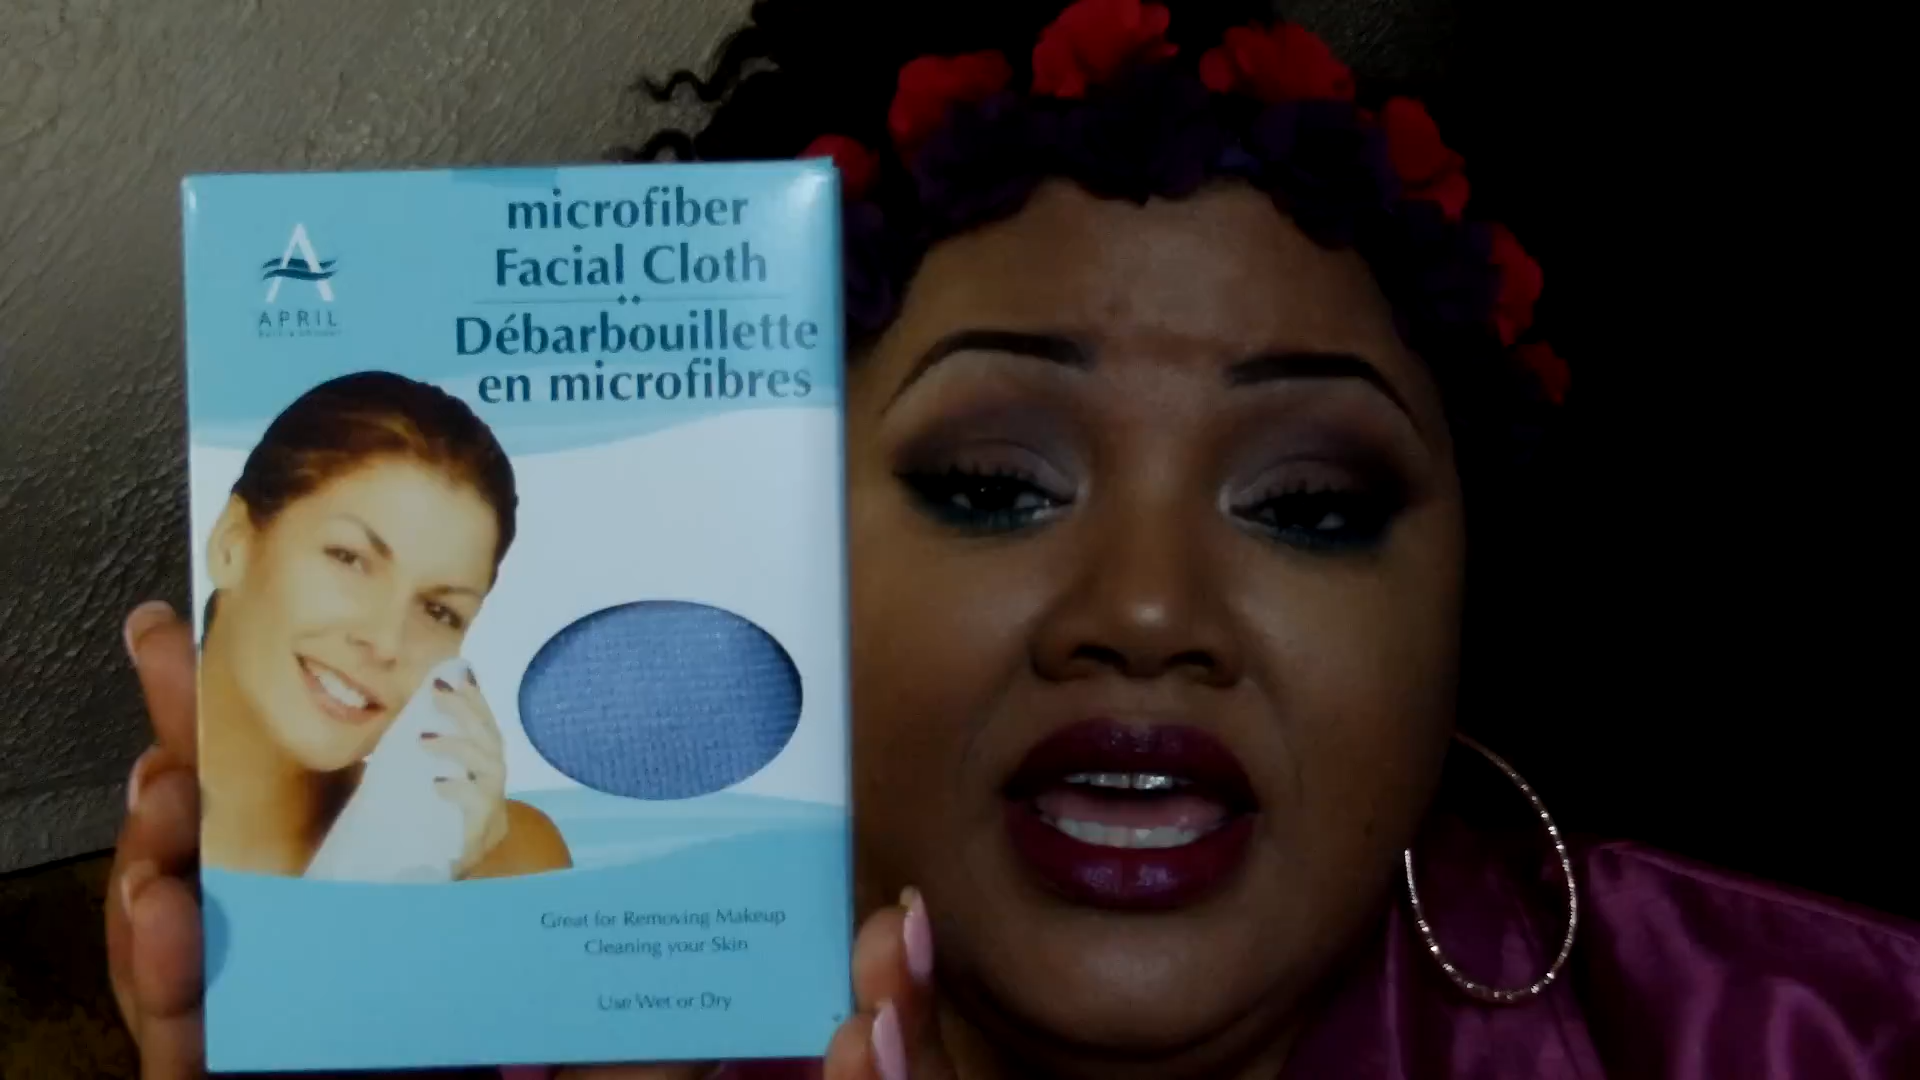 APRIL
microfiber
Facial Cloth
Débarbouillette
en microfibres
Great for Removing Makeup
Cleaning your Skin
Use Wet or Dry